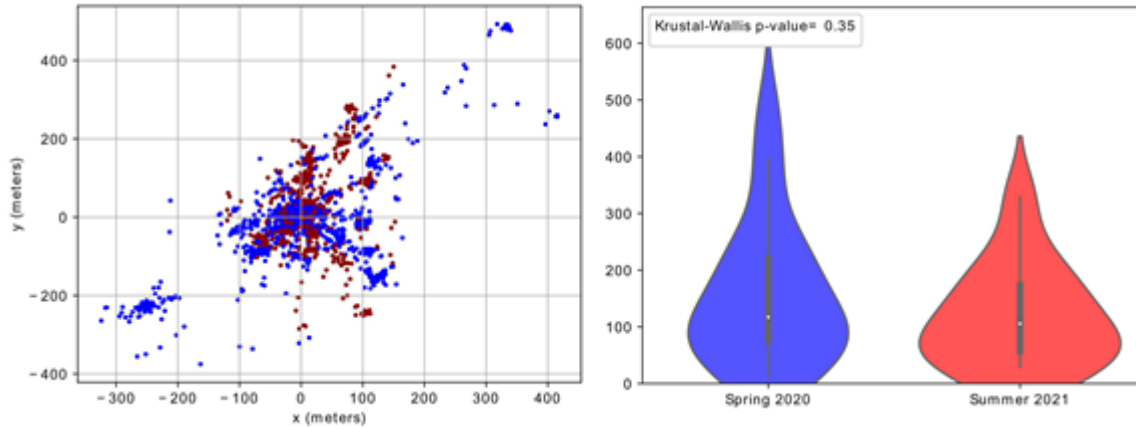 400
200
0
−200
−400
y (meters)
−300 −200 −100 0 100 200 300 400
x (meters)
Krustal-Wallis p-value= 0.35
600
500
400
300
200
100
0
Spring 2020 Summer 2021